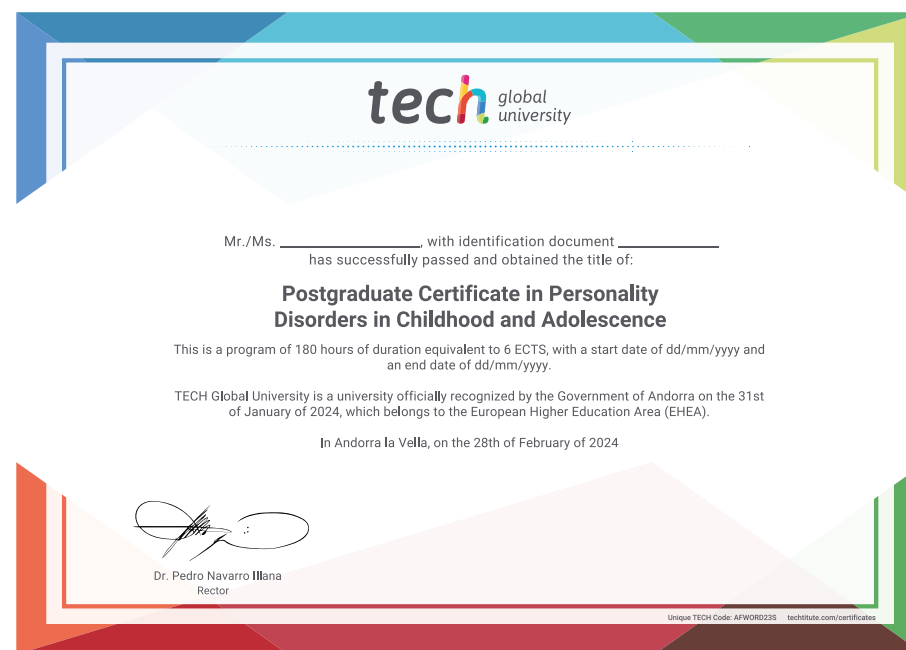 tech global
university
Mr./Ms. ____________, with identification document ____________
has successfully passed and obtained the title of:
Postgraduate Certificate in Personality
Disorders in Childhood and Adolescence
This is a program of 180 hours of duration equivalent to 6 ECTS, with a start date of dd/mm/yyyy and
an end date of dd/mm/yyyy.
TECH Global University is a university officially recognized by the Government of Andorra on the 31st
of January of 2024, which belongs to the European Higher Education Area (EHEA).
In Andorra la Vella, on the 28th of February of 2024
Dr. Pedro Navarro Illana
Rector
Unique TECH Code: AFWORD23S techtitute.com/certificates